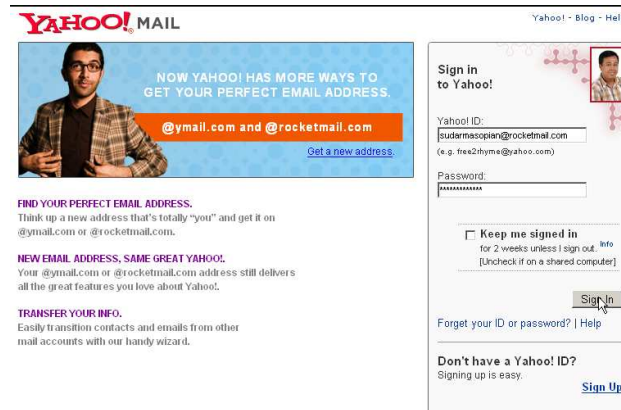 YAHOO! MAIL
Yahoo! - Blog - Hel
NOW YAHOO! HAS MORE WAYS TO
GET YOUR PERFECT EMAIL ADDRESS.
@ymail.com and @rocketmail.com
Get a new address.
FIND YOUR PERFECT EMAIL ADDRESS.
Think up a new address that's totally "you" and get it on
@ymail.com or @rocketmail.com.
NEW EMAIL ADDRESS, SAME GREAT YAHOO!.
Your @ymail.com or @rocketmail.com address still delivers
all the great features you love about Yahoo!.
TRANSFER YOUR INFO.
Easily transition contacts and emails from other
mail accounts with our handy wizard.
Sign in
to Yahoo!
Yahoo! ID:
sudarmasopian@rocketmail.com
(e.g. free2rhyme@yahoo.com)
Password:
*************
Keep me signed in
for 2 weeks unless I sign out. Info
[Uncheck if on a shared computer]
Sign In
Forget your ID or password? | Help
Don't have a Yahoo! ID?
Signing up is easy.
Sign Up